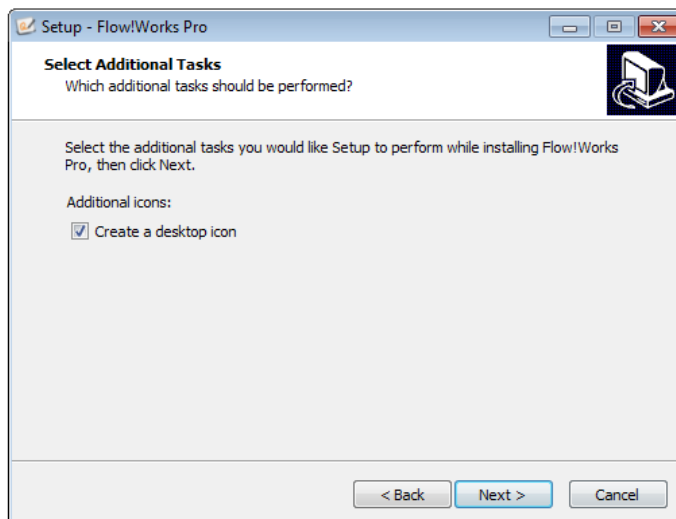 Setup - Flow!Works Pro
Select Additional Tasks
Which additional tasks should be performed?
Select the additional tasks you would like Setup to perform while installing Flow!Works
Pro, then click Next.
Additional icons:
Create a desktop icon
< Back
Next >
Cancel